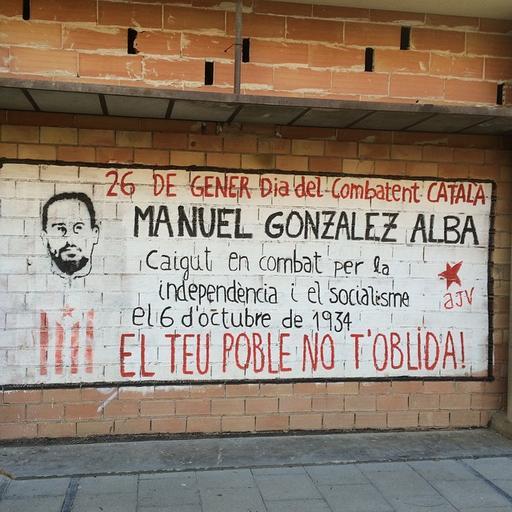 26 DE GENER Dia del Combatent CATALÀ
MANUEL GONZALEZ ALBA
Caigut en combat per la
independència i el socialisme
el 6 d'octubre de 1934
EL TEU POBLE NO T'OBLIDA!
AJV